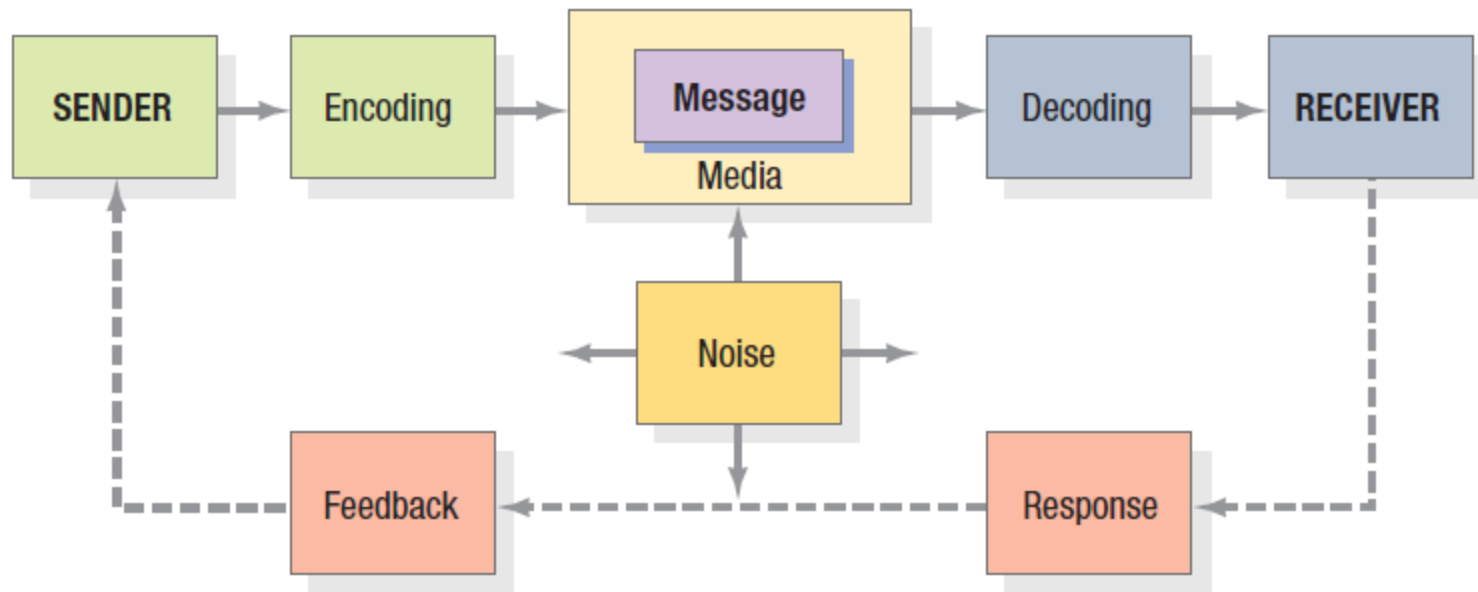 SENDER
Encoding
Message
Media
Decoding
RECEIVER
Noise
Feedback
Response